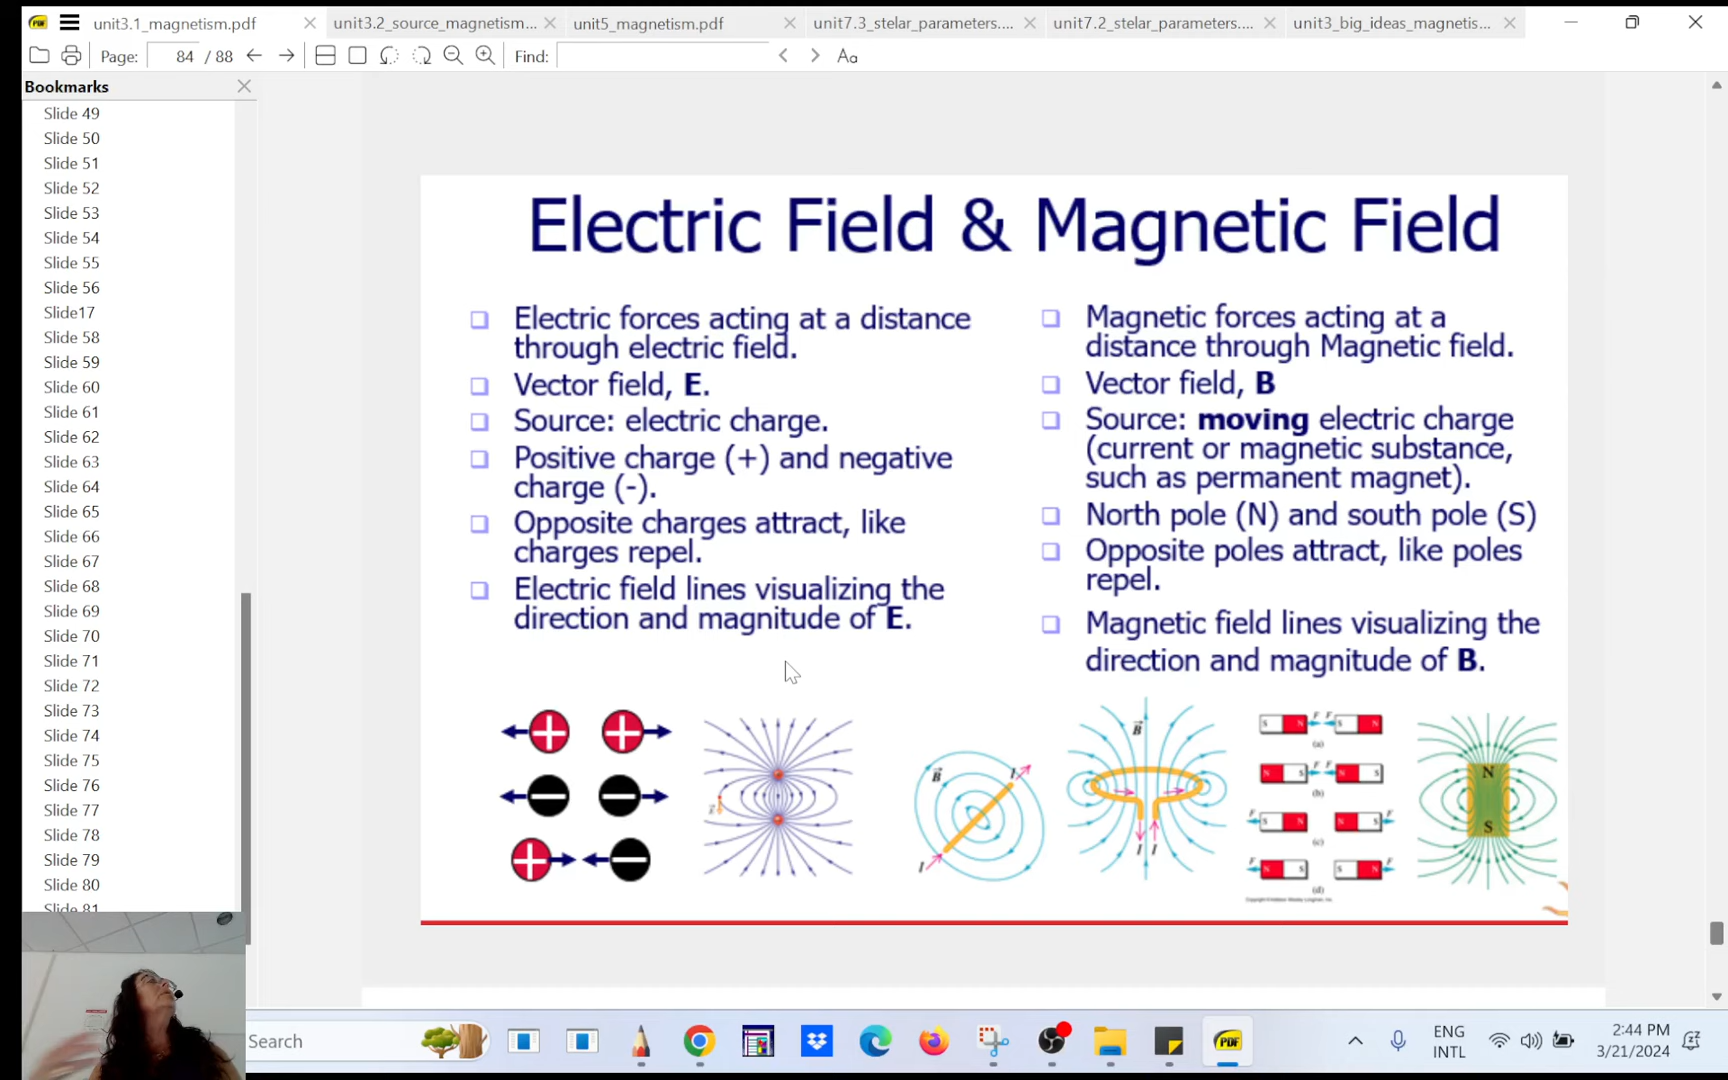 unit3.1_magnetism.pdf
unit3.2_source_magnetism...
unit5_magnetism.pdf
unit7.3_stelar_parameters....
unit7.2_stelar_parameters....
unit3_big_ideas_magnetis...
Page: 84 / 88
Find:
Aa
Bookmarks
Slide 49
Slide 50
Slide 51
Slide 52
Slide 53
Slide 54
Slide 55
Slide 56
Slide17
Slide 58
Slide 59
Slide 60
Slide 61
Slide 62
Slide 63
Slide 64
Slide 65
Slide 66
Slide 67
Slide 68
Slide 69
Slide 70
Slide 71
Slide 72
Slide 73
Slide 74
Slide 75
Slide 76
Slide 77
Slide 78
Slide 79
Slide 80
Slide 81
Electric Field & Magnetic Field
Electric forces acting at a distance
through electric field.
Vector field, E.
Source: electric charge.
Positive charge (+) and negative
charge (-).
Opposite charges attract, like
charges repel.
Electric field lines visualizing the
direction and magnitude of E.
Magnetic forces acting at a
distance through Magnetic field.
Vector field, B
Source: moving electric charge
(current or magnetic substance,
such as permanent magnet).
North pole (N) and south pole (S)
Opposite poles attract, like poles
repel.
Magnetic field lines visualizing the
direction and magnitude of B.
B
I
I
B
I I
S N F F N S
(a)
N S F F N S
(b)
F S N N S F
(c)
F N S S N F
(d)
N
S
Search
PDF
ENG
INTL
2:44 PM
3/21/2024